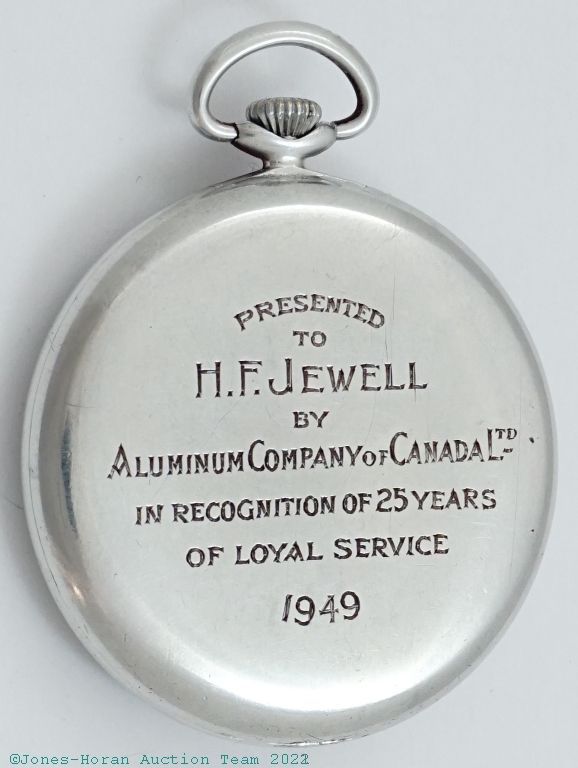 PRESENTED
TO
H.F. JEWELL
BY
ALUMINUM COMPANY OF CANADA LTD
IN RECOGNITION OF 25 YEARS
OF LOYAL SERVICE
1949
©Jones-Horan Auction Team